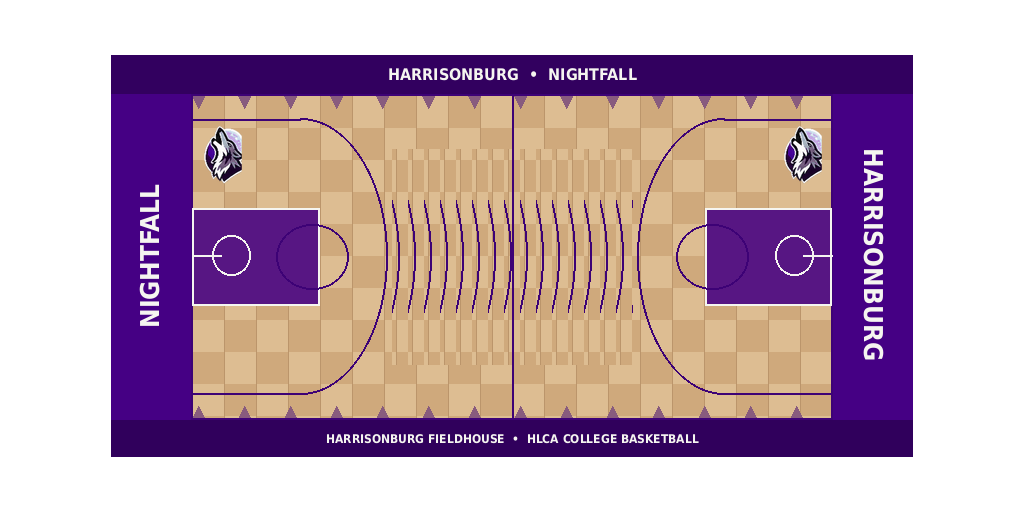 HARRISONBURG • NIGHTFALL
NIGHTFALL
HARRISONBURG
HARRISONBURG FIELDHOUSE • HLCA COLLEGE BASKETBALL